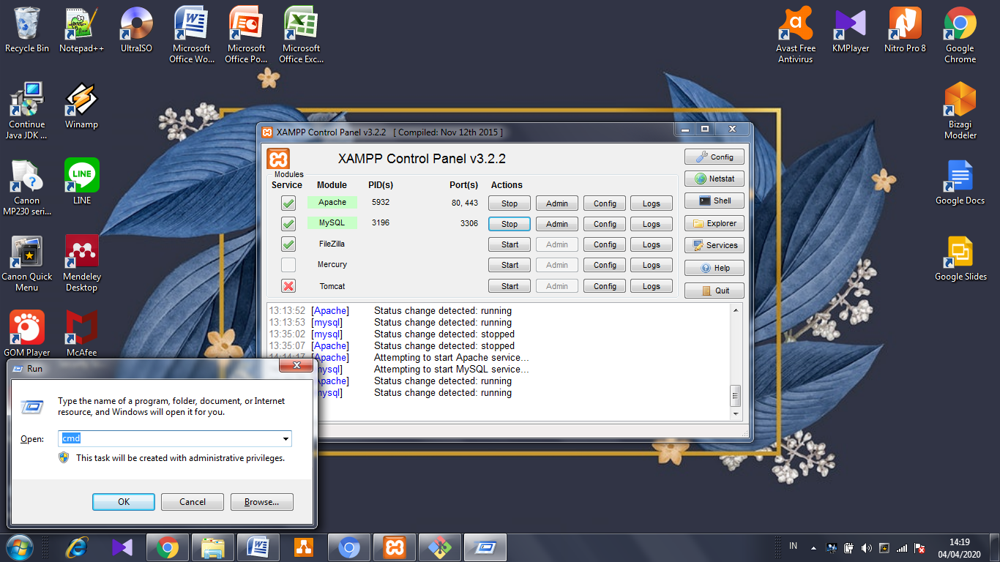 Recycle Bin
Notepad++
UltraISO
Microsoft
Office Wo...
Microsoft
Office Po...
Microsoft
Office Exc...
Avast Free
Antivirus
KMPlayer
Nitro Pro 8
Google
Chrome
Continue
Java JDK ...
Winamp
Bizagi
Modeler
Canon
MP230 seri...
LINE
LINE
Google Docs
Canon Quick
Menu
Mendeley
Desktop
Google Slides
GOM Player
McAfee
XAMPP Control Panel v3.2.2 [ Compiled: Nov 12th 2015 ]
XAMPP Control Panel v3.2.2
Config
Modules
Service Module PID(s) Port(s) Actions
Netstat
Apache 5932 80, 443 Stop Admin Config Logs
Shell
MySQL 3196 3306 Stop Admin Config Logs
Explorer
FileZilla Start Admin Config Logs
Services
Mercury Start Admin Config Logs
Help
Tomcat Start Admin Config Logs
Quit
13:13:52 [Apache] Status change detected: running
13:13:53 [mysql] Status change detected: running
13:35:02 [mysql] Status change detected: stopped
13:35:07 [Apache] Status change detected: stopped
14:14:17 [Apache] Attempting to start Apache service...
mysql] Attempting to start MySQL service...
Apache] Status change detected: running
mysql] Status change detected: running
Run
Type the name of a program, folder, document, or Internet
resource, and Windows will open it for you.
Open: cmd
This task will be created with administrative privileges.
OK Cancel Browse...
IN
14:19
04/04/2020